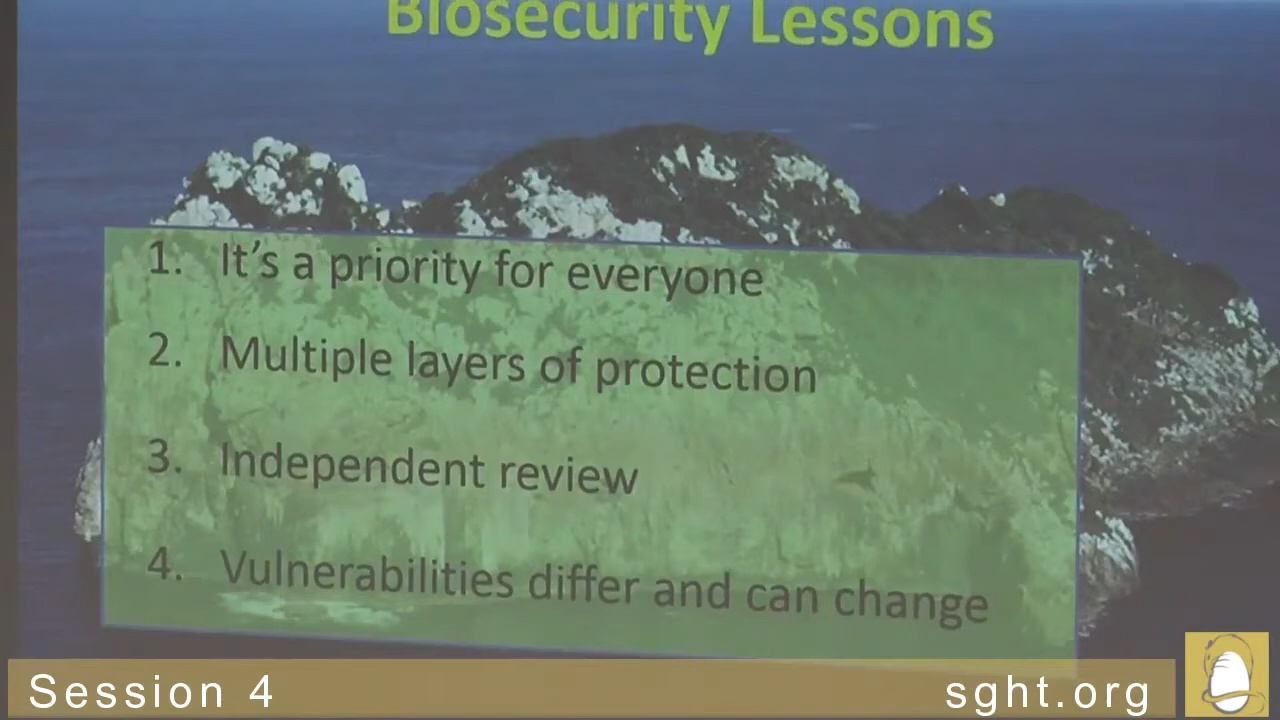 Biosecurity Lessons
1. It's a priority for everyone
2. Multiple layers of protection
3. Independent review
4. Vulnerabilities differ and can change
Session 4
sght.org